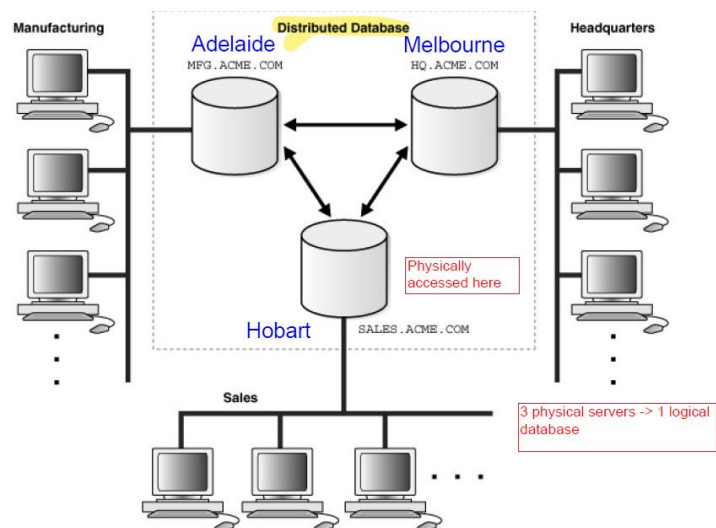 Manufacturing
Distributed Database
Headquarters
Adelaide
Melbourne
MFG.ACME.COM
HQ.ACME.COM
Physically
accessed here
Hobart
SALES.ACME.COM
Sales
3 physical servers -> 1 logical
database